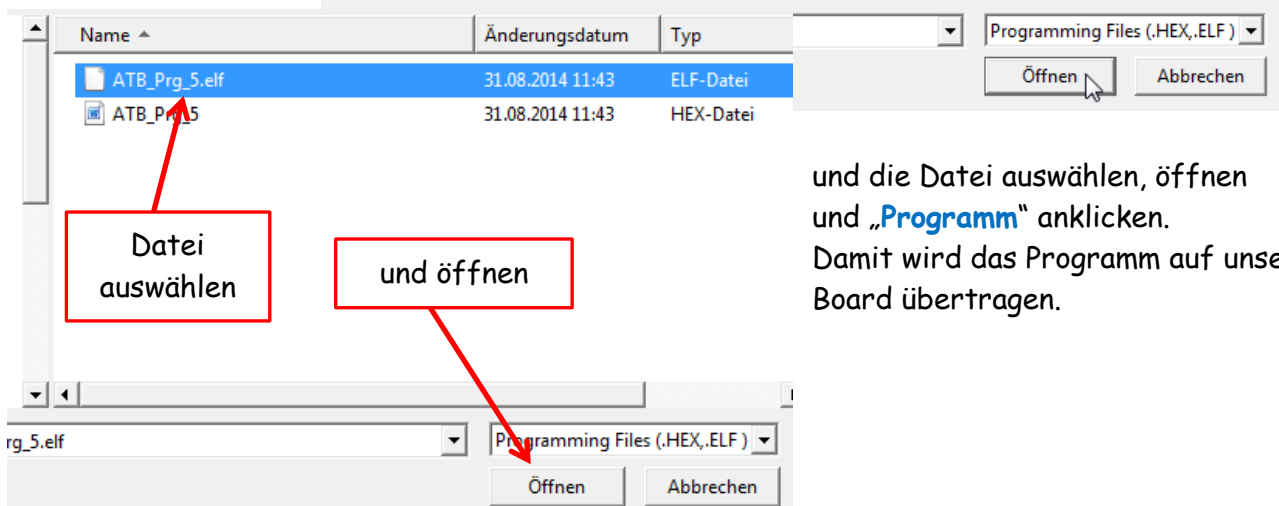 Name Änderungsdatum Typ
ATB_Prg_5.elf 31.08.2014 11:43 ELF-Datei
ATB_Prg_5 31.08.2014 11:43 HEX-Datei
Datei
auswählen
und öffnen
rg_5.elf Programming Files (.HEX,.ELF )
Öffnen Abbrechen
Programming Files (.HEX,.ELF )
Öffnen Abbrechen
und die Datei auswählen, öffnen
und „Programm“ anklicken.
Damit wird das Programm auf unse
Board übertragen.